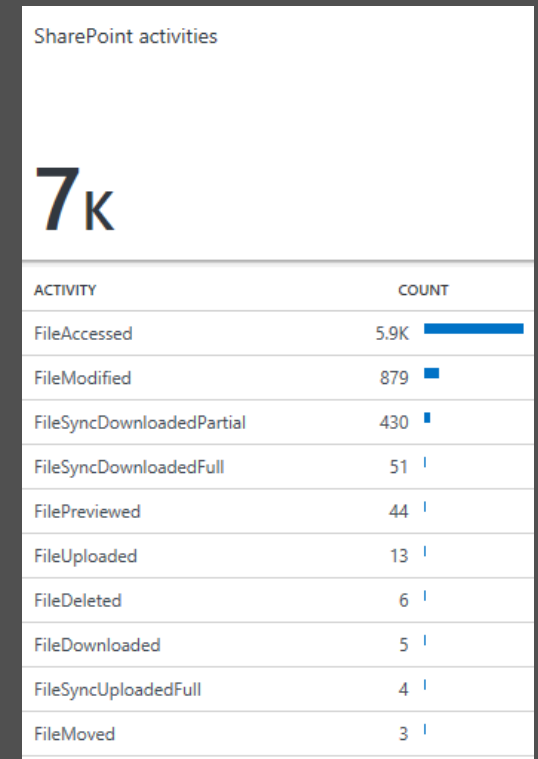 SharePoint activities
7K
ACTIVITY COUNT
FileAccessed 5.9K
FileModified 879
FileSyncDownloadedPartial 430
FileSyncDownloadedFull 51
FilePreviewed 44
FileUploaded 13
FileDeleted 6
FileDownloaded 5
FileSyncUploadedFull 4
FileMoved 3